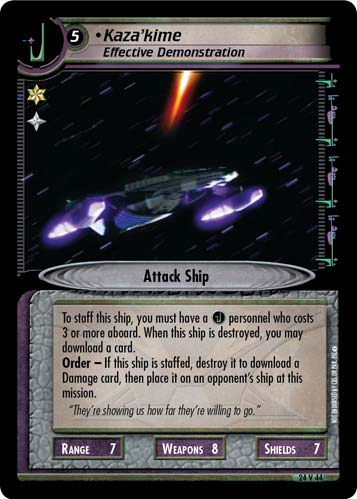 5 •Kaza'kime
Effective Demonstration
Attack Ship
To staff this ship, you must have a personnel who costs
3 or more aboard. When this ship is destroyed, you may
download a card.
Order – If this ship is staffed, destroy it to download a
Damage card, then place it on an opponent's ship at this
mission.
"They're showing us how far they're willing to go."
RANGE 7 WEAPONS 8 SHIELDS 7
24 V 44